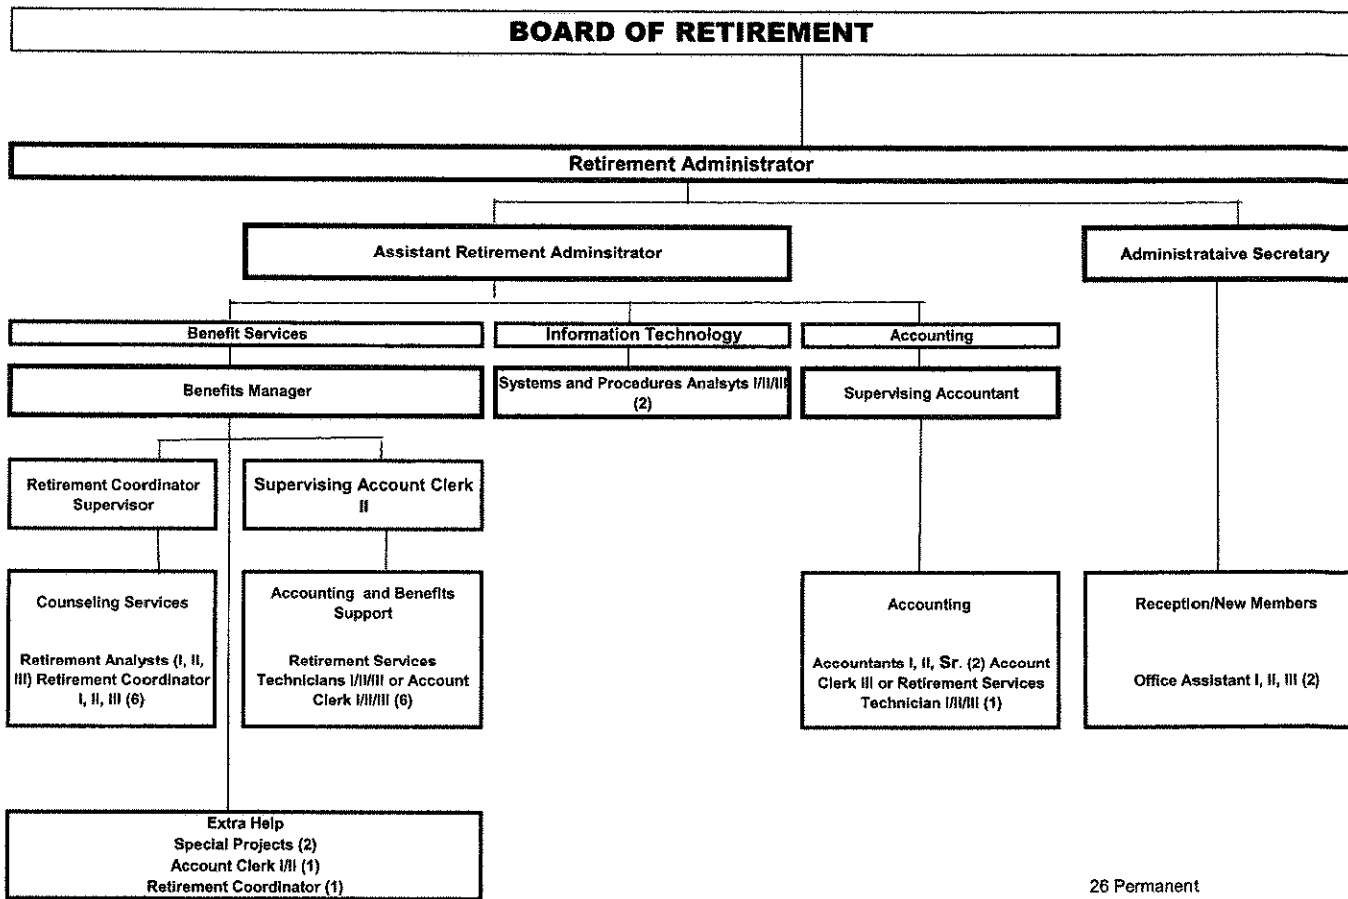 BOARD OF RETIREMENT
Retirement Administrator
Assistant Retirement Adminsitrator
Administrataive Secretary
Benefit Services
Information Technology
Accounting
Benefits Manager
Systems and Procedures Analsyts I/II/III
(2)
Supervising Accountant
Retirement Coordinator
Supervisor
Supervising Account Clerk
II
Counseling Services
Retirement Analysts (I, II,
III) Retirement Coordinator
I, II, III (6)
Accounting and Benefits
Support
Retirement Services
Technicians I/II/III or Account
Clerk I/II/III (6)
Accounting
Accountants I, II, Sr. (2) Account
Clerk III or Retirement Services
Technician I/II/III (1)
Reception/New Members
Office Assistant I, II, III (2)
Extra Help
Special Projects (2)
Account Clerk I/II (1)
Retirement Coordinator (1)
26 Permanent